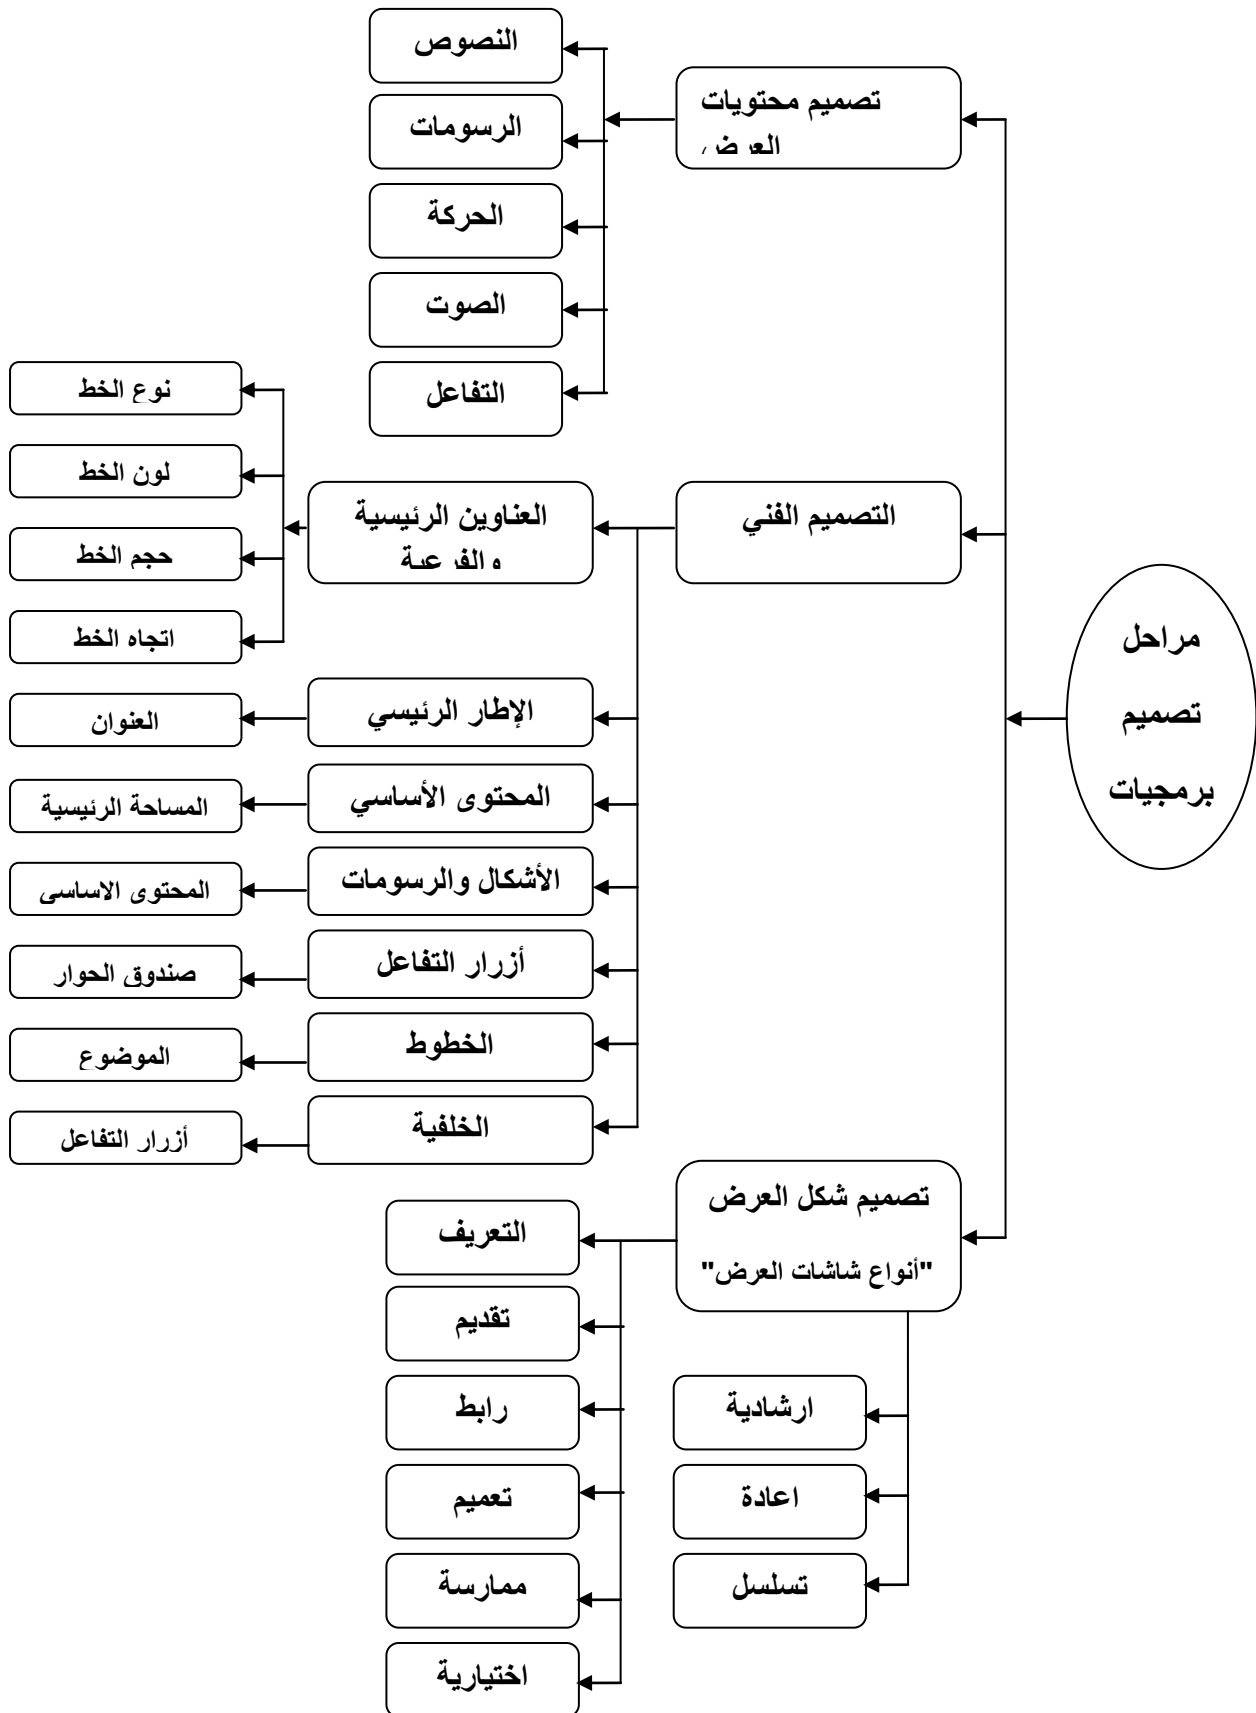 مراحل
تصميم
برمجيات
تصميم محتويات
العرض
النصوص
الرسومات
الحركة
الصوت
التفاعل
التصميم الفني
العناوين الرئيسية
والفرعية
نوع الخط
لون الخط
حجم الخط
اتجاه الخط
الإطار الرئيسي
العنوان
المحتوى الأساسي
المساحة الرئيسية
الأشكال والرسومات
المحتوى الاساسى
أزرار التفاعل
صندوق الحوار
الخطوط
الموضوع
الخلفية
أزرار التفاعل
تصميم شكل العرض
"أنواع شاشات العرض"
التعريف
تقديم
رابط
تعميم
ممارسة
اختيارية
ارشادية
اعادة
تسلسل